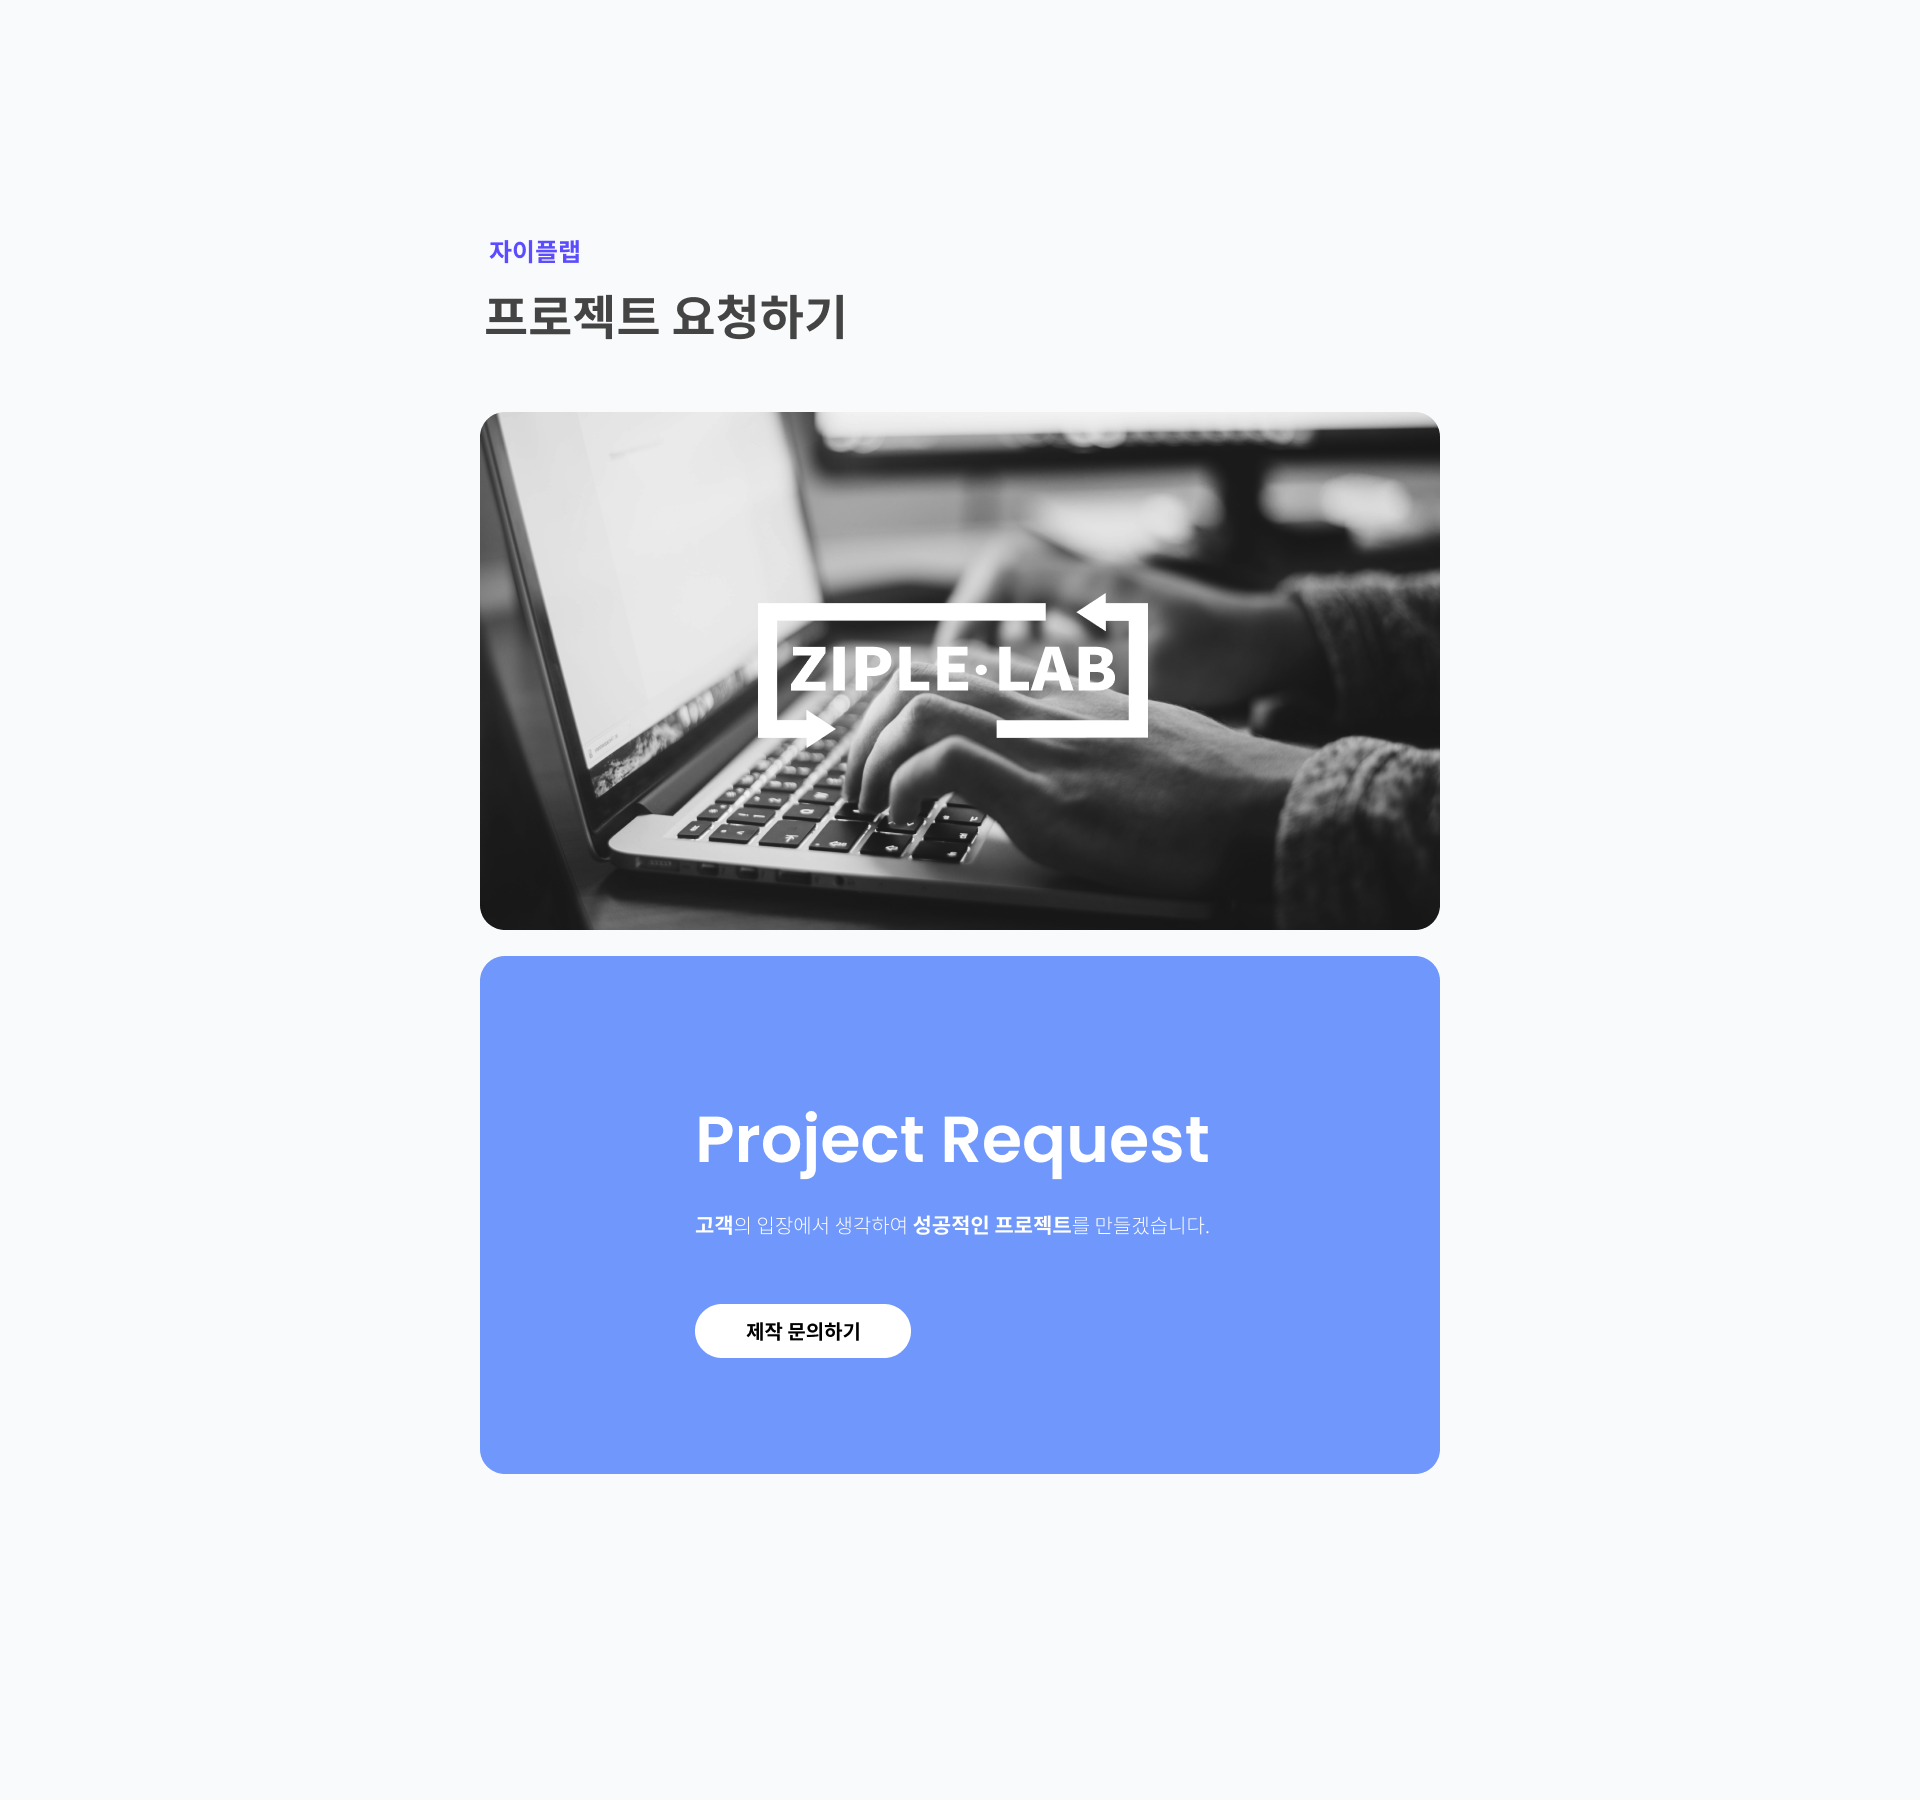 자이플랩
프로젝트 요청하기
ZIPLE·LAB
Project Request
고객의 입장에서 생각하여 성공적인 프로젝트를 만들겠습니다.
제작 문의하기